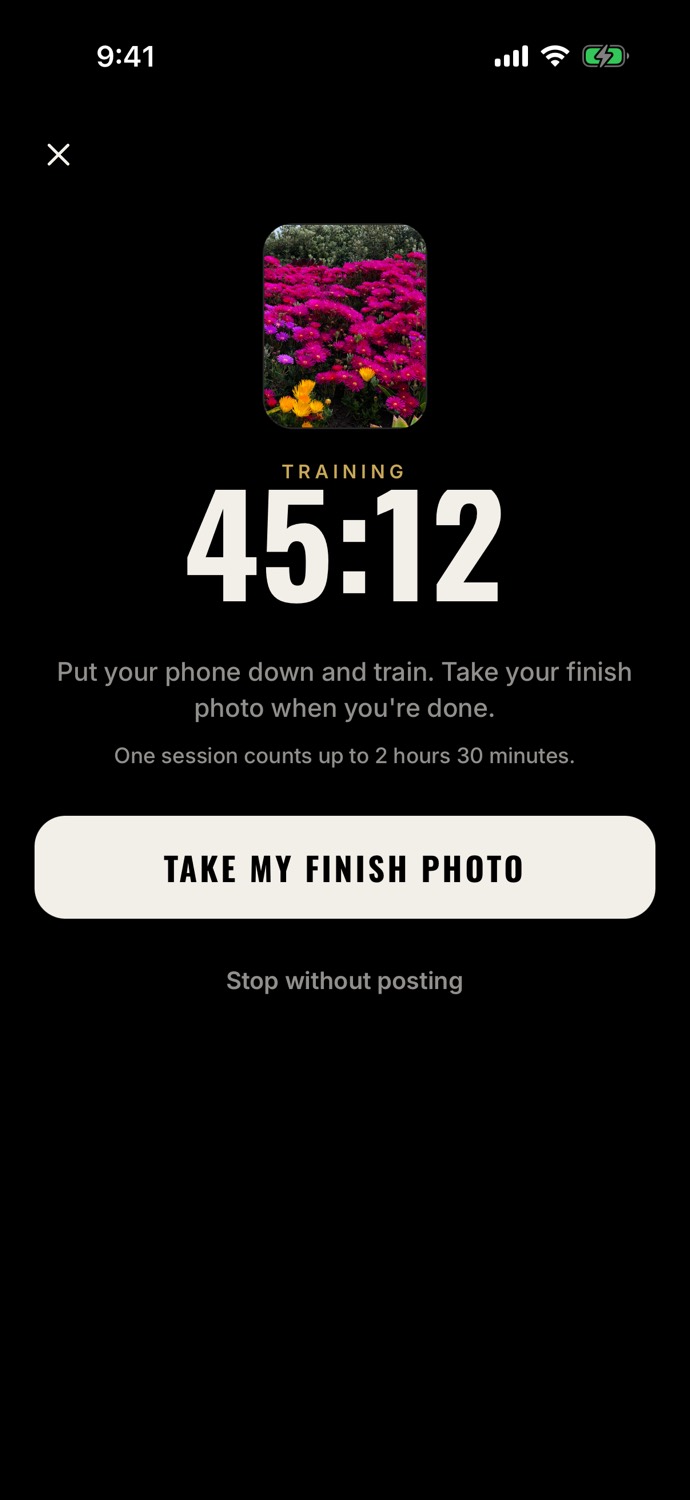 9:41
TRAINING
45:12
Put your phone down and train. Take your finish
photo when you're done.
One session counts up to 2 hours 30 minutes.
TAKE MY FINISH PHOTO
Stop without posting